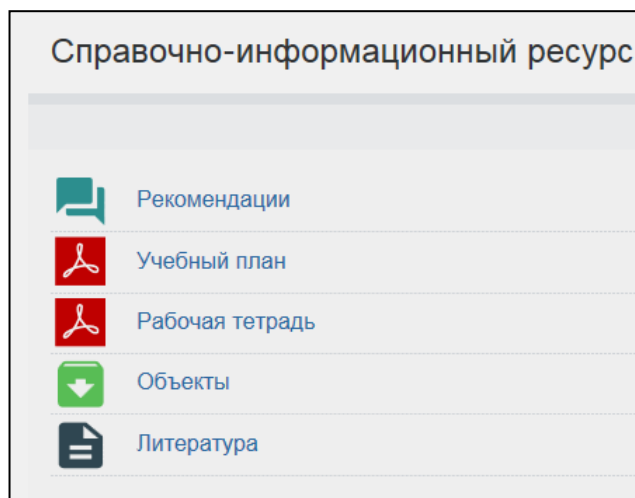 Справочно-информационный ресурс
Рекомендации
Учебный план
Рабочая тетрадь
Объекты
Литература